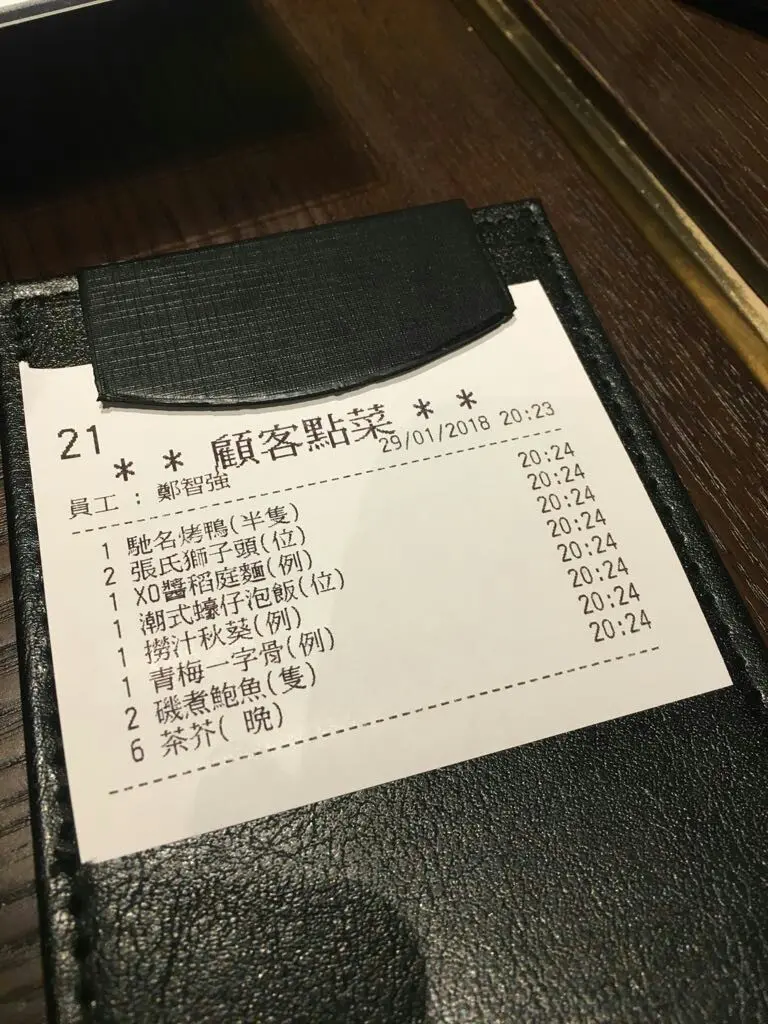 21
* * 顧客點菜 * *
員工 : 鄭智強 29/01/2018 20:23
1 馳名烤鴨(半隻) 20:24
2 張氏獅子頭(位) 20:24
1 XO醬稻庭麵(例) 20:24
1 潮式蠔仔泡飯(位) 20:24
1 撈汁秋葵(例) 20:24
1 青梅一字骨(例) 20:24
2 磯煮鮑魚(隻) 20:24
6 茶芥( 晚) 20:24